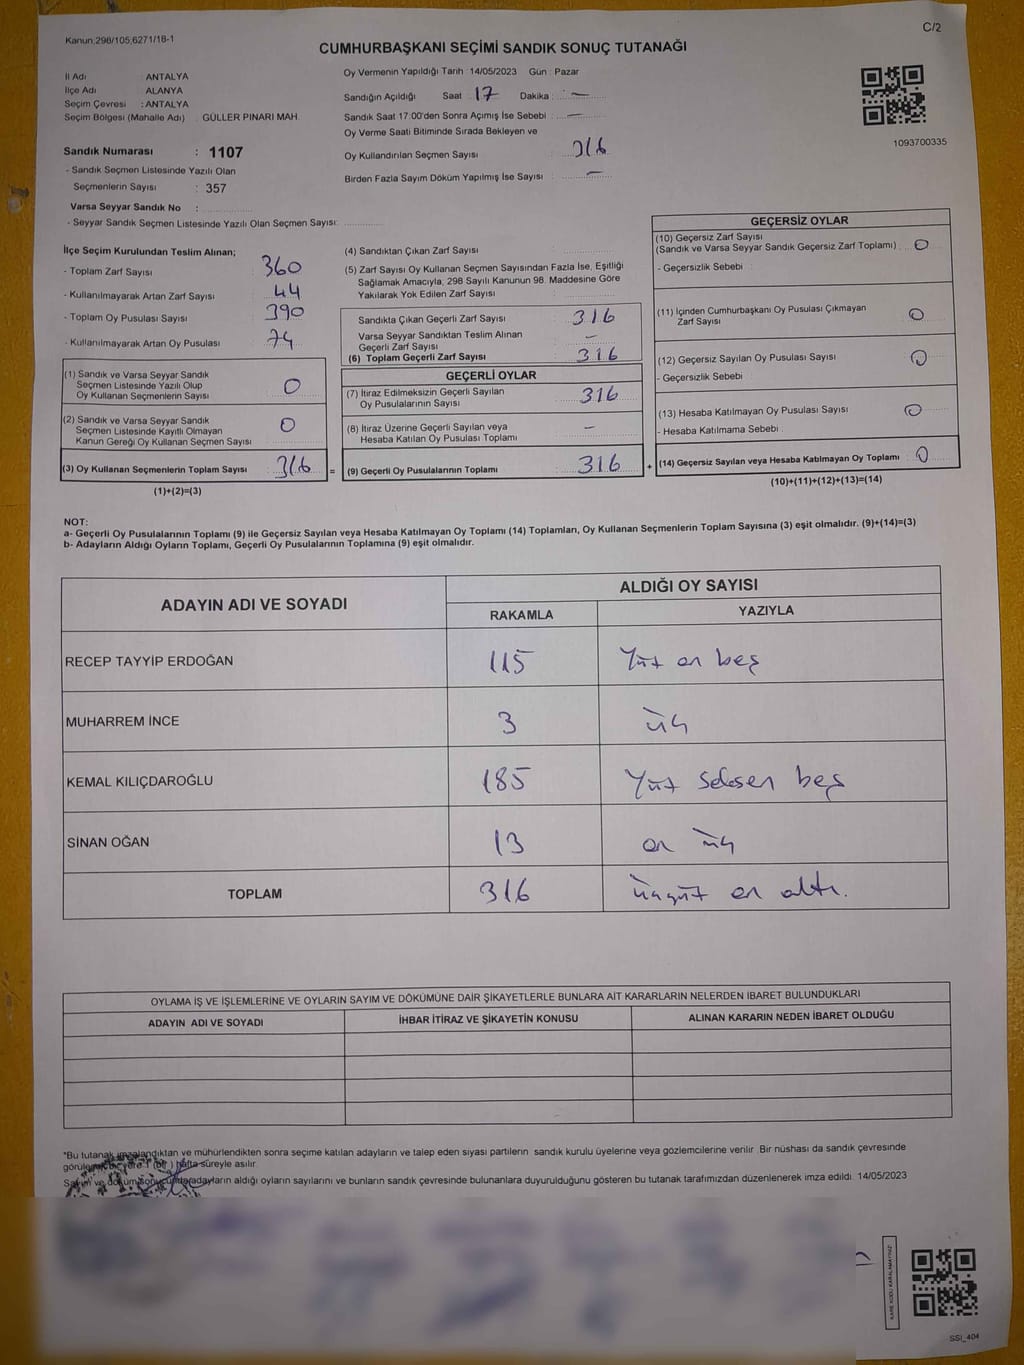 Kanun;298/105;6271/18-1
C/2
CUMHURBAŞKANI SEÇİMİ SANDIK SONUÇ TUTANAĞI
İl Adı : ANTALYA
İlçe Adı : ALANYA
Seçim Çevresi : ANTALYA
Seçim Bölgesi (Mahalle Adı) : GÜLLER PINARI MAH.
Sandık Numarası : 1107
- Sandık Seçmen Listesinde Yazılı Olan
Seçmenlerin Sayısı : 357
Varsa Seyyar Sandık No :
- Seyyar Sandık Seçmen Listesinde Yazılı Olan Seçmen Sayısı:
Oy Vermenin Yapıldığı Tarih :14/05/2023 Gün : Pazar
Sandığın Açıldığı Saat 17 Dakika : —
Sandık Saat 17:00'den Sonra Açımış İse Sebebi : —
Oy Verme Saati Bitiminde Sırada Bekleyen ve
Oy Kullandırılan Seçmen Sayısı 316
Birden Fazla Sayım Döküm Yapılmış İse Sayısı : —
1093700335
İlçe Seçim Kurulundan Teslim Alınan;
- Toplam Zarf Sayısı 360
- Kullanılmayarak Artan Zarf Sayısı 44
- Toplam Oy Pusulası Sayısı 390
- Kullanılmayarak Artan Oy Pusulası 74
(1) Sandık ve Varsa Seyyar Sandık
Seçmen Listesinde Yazılı Olup
Oy Kullanan Seçmenlerin Sayısı 0
(2) Sandık ve Varsa Seyyar Sandık
Seçmen Listesinde Kayıtlı Olmayan
Kanun Gereği Oy Kullanan Seçmen Sayısı 0
(3) Oy Kullanan Seçmenlerin Toplam Sayısı 316 =
(1)+(2)=(3)
(4) Sandıktan Çıkan Zarf Sayısı
(5) Zarf Sayısı Oy Kullanan Seçmen Sayısından Fazla İse, Eşitliği
Sağlamak Amacıyla, 298 Sayılı Kanunun 98. Maddesine Göre
Yakılarak Yok Edilen Zarf Sayısı
Sandıkta Çıkan Geçerli Zarf Sayısı 316
Varsa Seyyar Sandıktan Teslim Alınan
Geçerli Zarf Sayısı —
(6) Toplam Geçerli Zarf Sayısı 316
GEÇERLİ OYLAR
(7) İtiraz Edilmeksizin Geçerli Sayılan
Oy Pusulalarının Sayısı 316
(8) İtiraz Üzerine Geçerli Sayılan veya
Hesaba Katılan Oy Pusulası Toplamı —
(9) Geçerli Oy Pusulalarının Toplamı 316 +
GEÇERSİZ OYLAR
(10) Geçersiz Zarf Sayısı
(Sandık ve Varsa Seyyar Sandık Geçersiz Zarf Toplamı) 0
- Geçersizlik Sebebi :
(11) İçinden Cumhurbaşkanı Oy Pusulası Çıkmayan
Zarf Sayısı 0
(12) Geçersiz Sayılan Oy Pusulası Sayısı 0
- Geçersizlik Sebebi :
(13) Hesaba Katılmayan Oy Pusulası Sayısı 0
- Hesaba Katılmama Sebebi :
(14) Geçersiz Sayılan veya Hesaba Katılmayan Oy Toplamı 0
(10)+(11)+(12)+(13)=(14)
NOT:
a- Geçerli Oy Pusulalarının Toplamı (9) ile Geçersiz Sayılan veya Hesaba Katılmayan Oy Toplamı (14) Toplamları, Oy Kullanan Seçmenlerin Toplam Sayısına (3) eşit olmalıdır. (9)+(14)=(3)
b- Adayların Aldığı Oyların Toplamı, Geçerli Oy Pusulalarının Toplamına (9) eşit olmalıdır.
ADAYIN ADI VE SOYADI
ALDIĞI OY SAYISI
RAKAMLA YAZIYLA
RECEP TAYYİP ERDOĞAN 115 Yüz on beş
MUHARREM İNCE 3 üç
KEMAL KILIÇDAROĞLU 185 Yüz seksen beş
SİNAN OĞAN 13 on üç
TOPLAM 316 üçyüz on altı.
OYLAMA İŞ VE İŞLEMLERİNE VE OYLARIN SAYIM VE DÖKÜMÜNE DAİR ŞİKAYETLERLE BUNLARA AİT KARARLARIN NELERDEN İBARET BULUNDUKLARI
ADAYIN ADI VE SOYADI İHBAR İTİRAZ VE ŞİKAYETİN KONUSU ALINAN KARARIN NEDEN İBARET OLDUĞU
*Bu tutanak imzalandıktan ve mühürlendikten sonra seçime katılan adayların ve talep eden siyasi partilerin sandık kurulu üyelerine veya gözlemcilerine verilir. Bir nüshası da sandık çevresinde
1 (bir) hafta süreyle asılır.
Sayım ve döküm sonucunda adayların aldığı oyların sayılarını ve bunların sandık çevresinde bulunanlara duyurulduğunu gösteren bu tutanak tarafımızdan düzenlenerek imza edildi. 14/05/2023
KARE KODU KARALAMAYINIZ
SSI_404